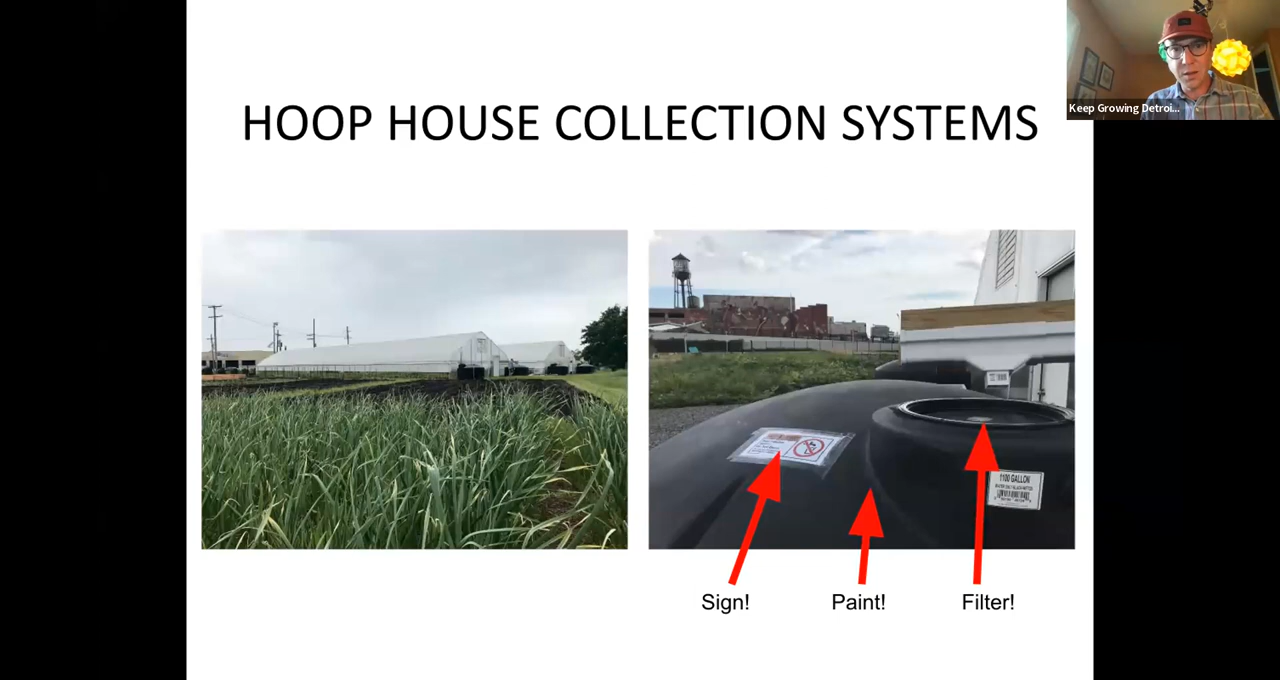 HOOP HOUSE COLLECTION SYSTEMS
Keep Growing Detroi...
1100 GALLON
Sign!
Paint!
Filter!